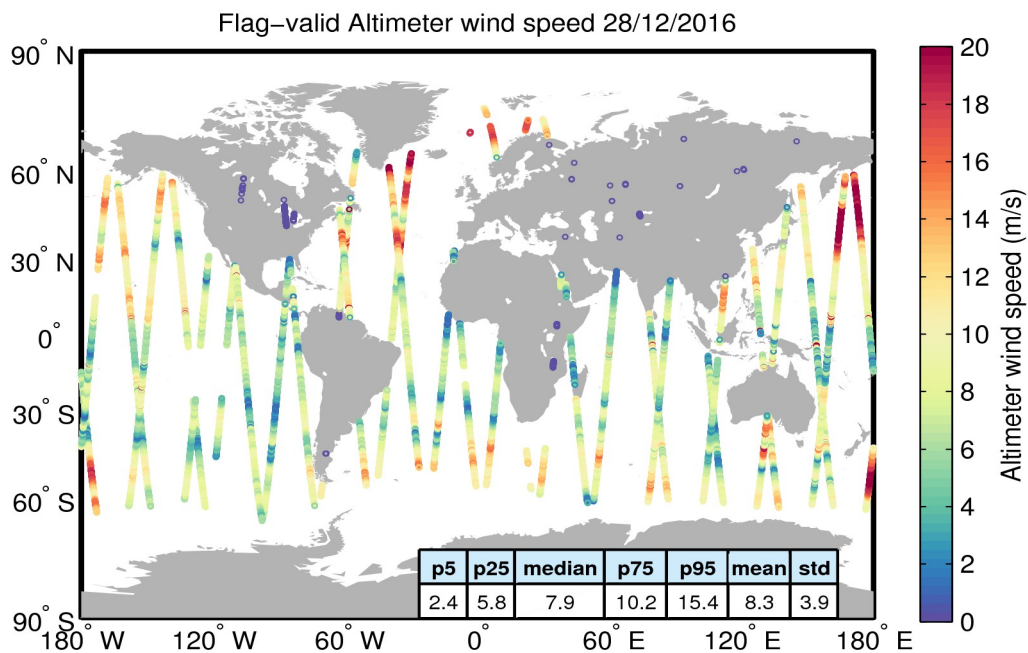 Flag−valid Altimeter wind speed 28/12/2016
90° N
60° N
30° N
0°
30° S
60° S
90° S
180° W
120° W
60° W
0°
60° E
120° E
180° E
p5 p25 median p75 p95 mean std
2.4 5.8 7.9 10.2 15.4 8.3 3.9
20
18
16
14
12
10
8
6
4
2
0
Altimeter wind speed (m/s)